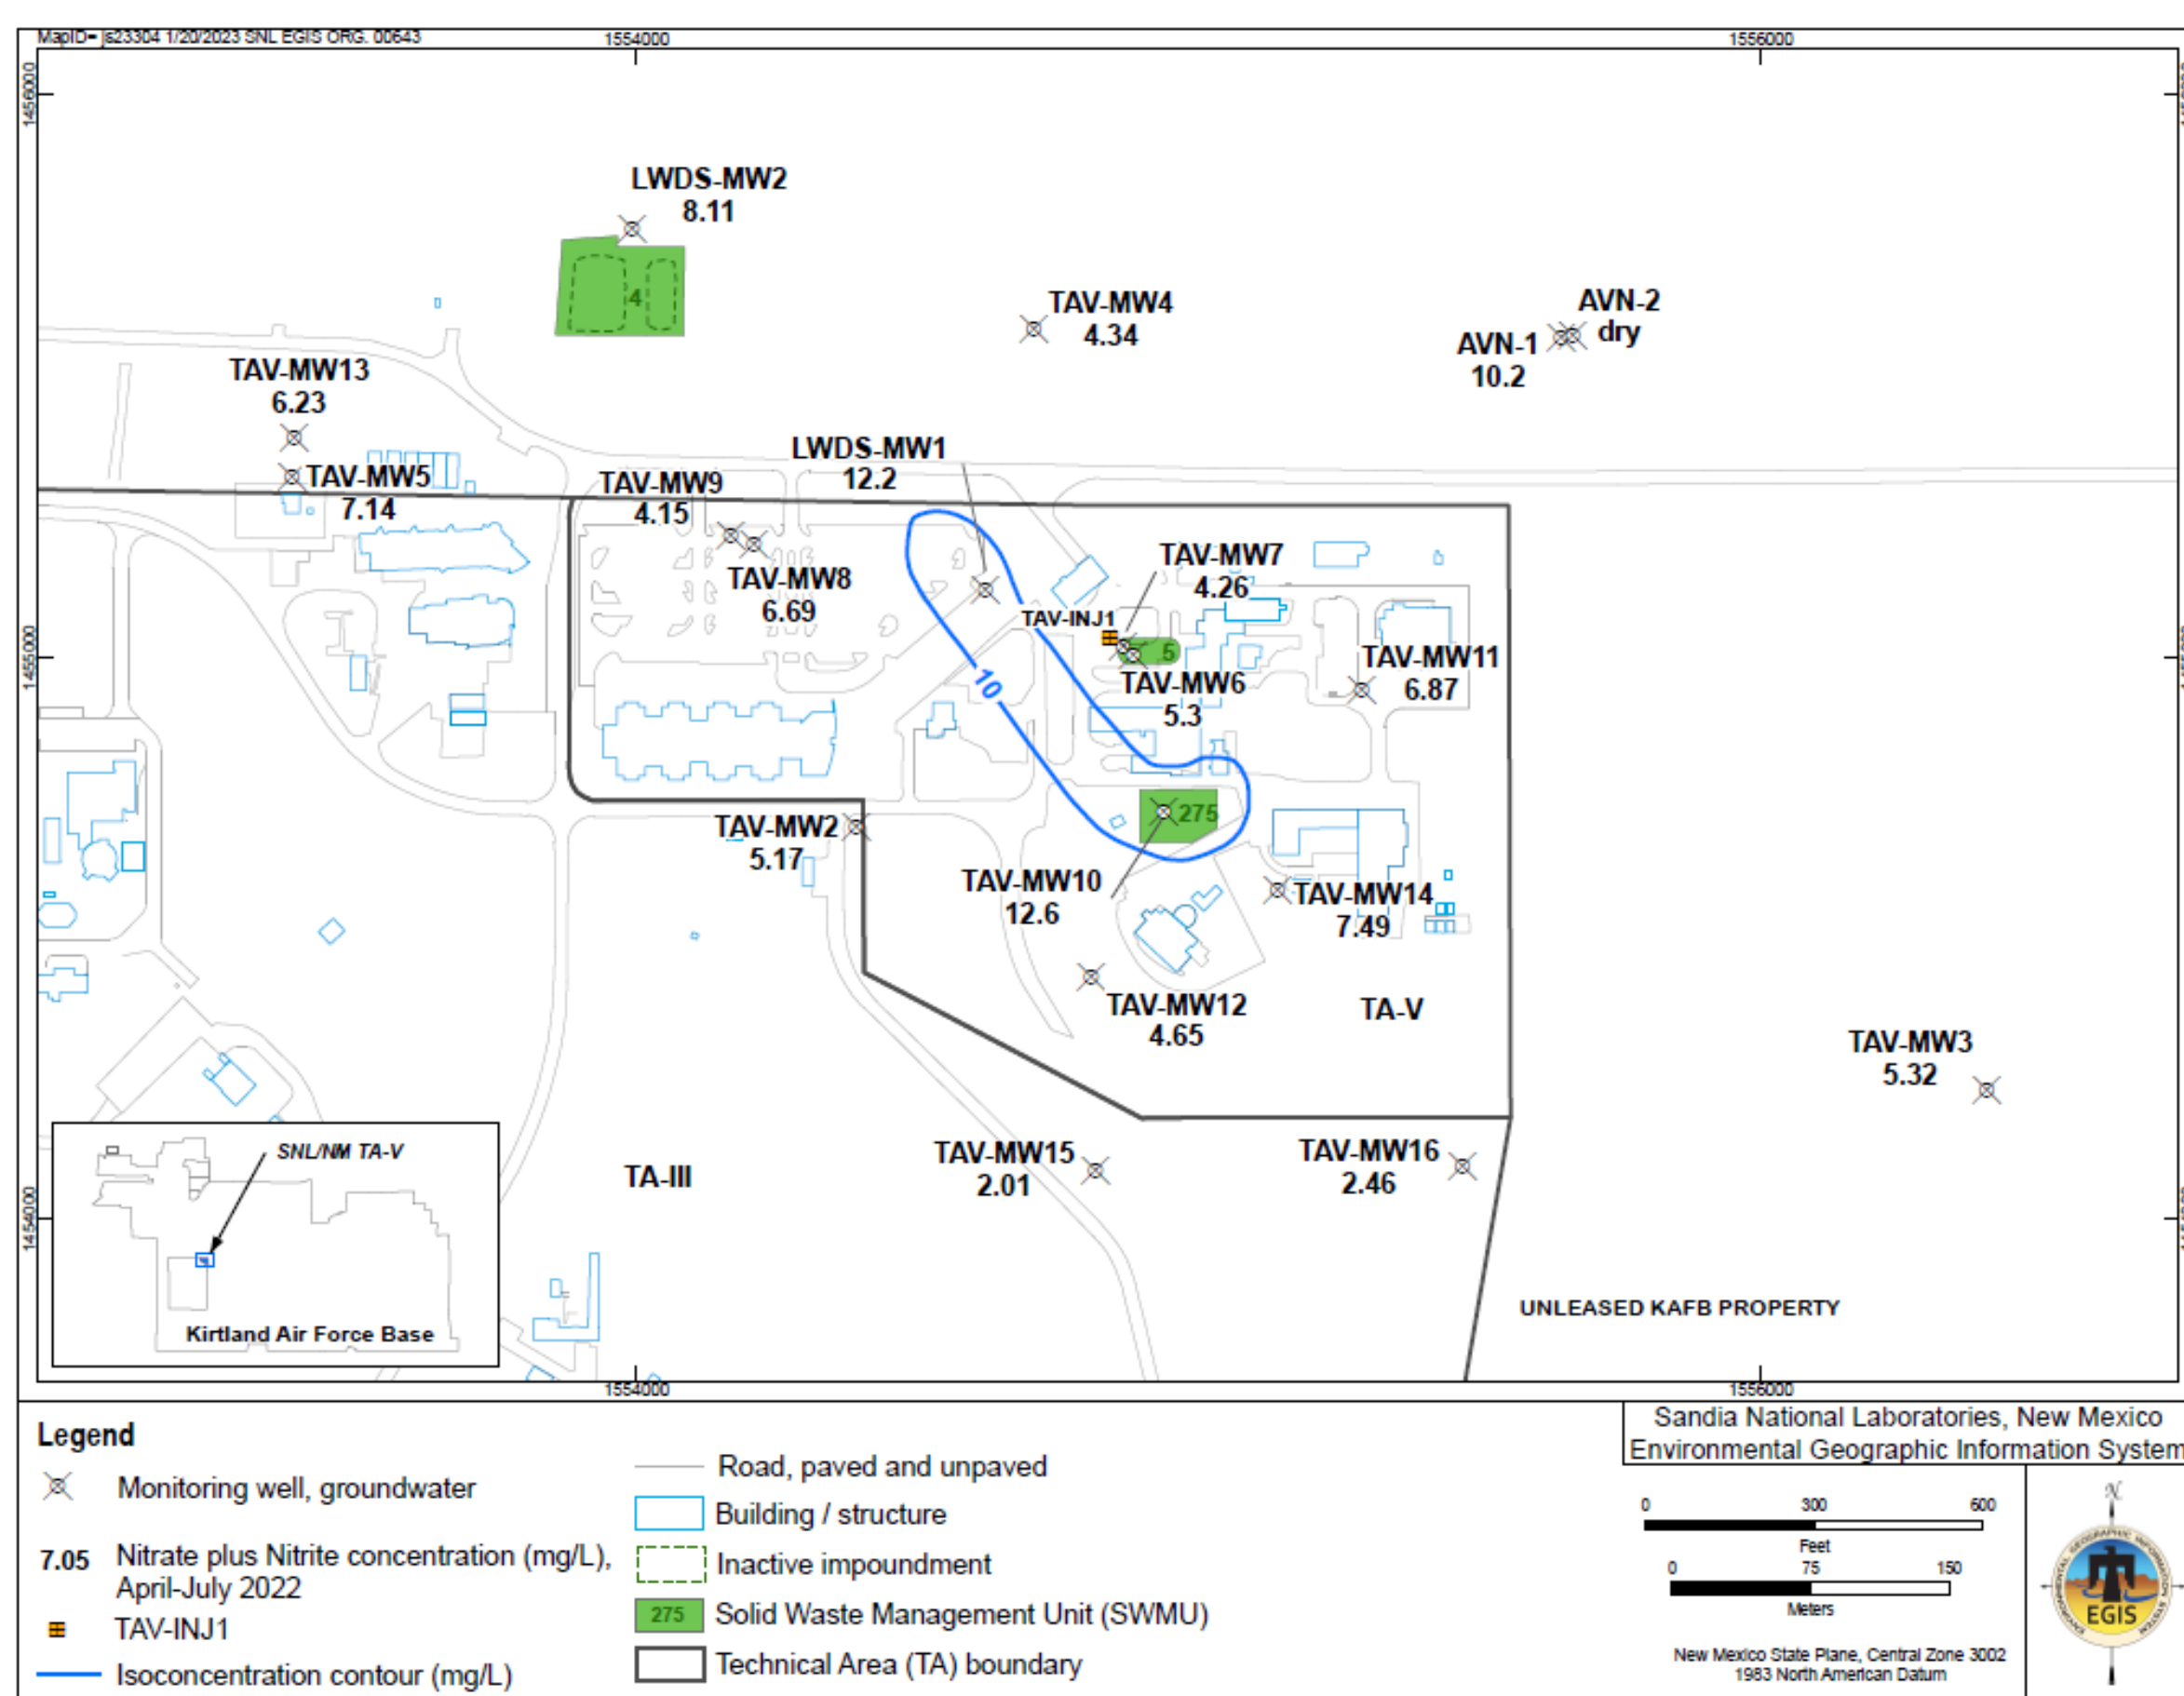 MapID= js23304 1/20/2023 SNL EGIS ORG. 00643
1554000
1556000
1456000
LWDS-MW2
8.11
4
TAV-MW4
4.34
AVN-2
dry
AVN-1
10.2
TAV-MW13
6.23
TAV-MW5
7.14
LWDS-MW1
12.2
TAV-MW9
4.15
TAV-MW8
6.69
TAV-MW7
4.26
TAV-INJ1
5
1455000
TAV-MW6
5.3
TAV-MW11
6.87
10
275
TAV-MW2
5.17
TAV-MW10
12.6
TAV-MW14
7.49
TAV-MW12
4.65
TA-V
TAV-MW3
5.32
TAV-MW15
2.01
TAV-MW16
2.46
TA-III
1454000
SNL/NM TA-V
Kirtland Air Force Base
UNLEASED KAFB PROPERTY
1554000
1556000
Legend
Monitoring well, groundwater
7.05 Nitrate plus Nitrite concentration (mg/L),
April-July 2022
TAV-INJ1
Isoconcentration contour (mg/L)
Road, paved and unpaved
Building / structure
Inactive impoundment
275 Solid Waste Management Unit (SWMU)
Technical Area (TA) boundary
Sandia National Laboratories, New Mexico
Environmental Geographic Information System
0 300 600
Feet
0 75 150
Meters
New Mexico State Plane, Central Zone 3002
1983 North American Datum
N
ENVIRONMENTAL GEOGRAPHIC INFORMATION SYSTEM
EGIS